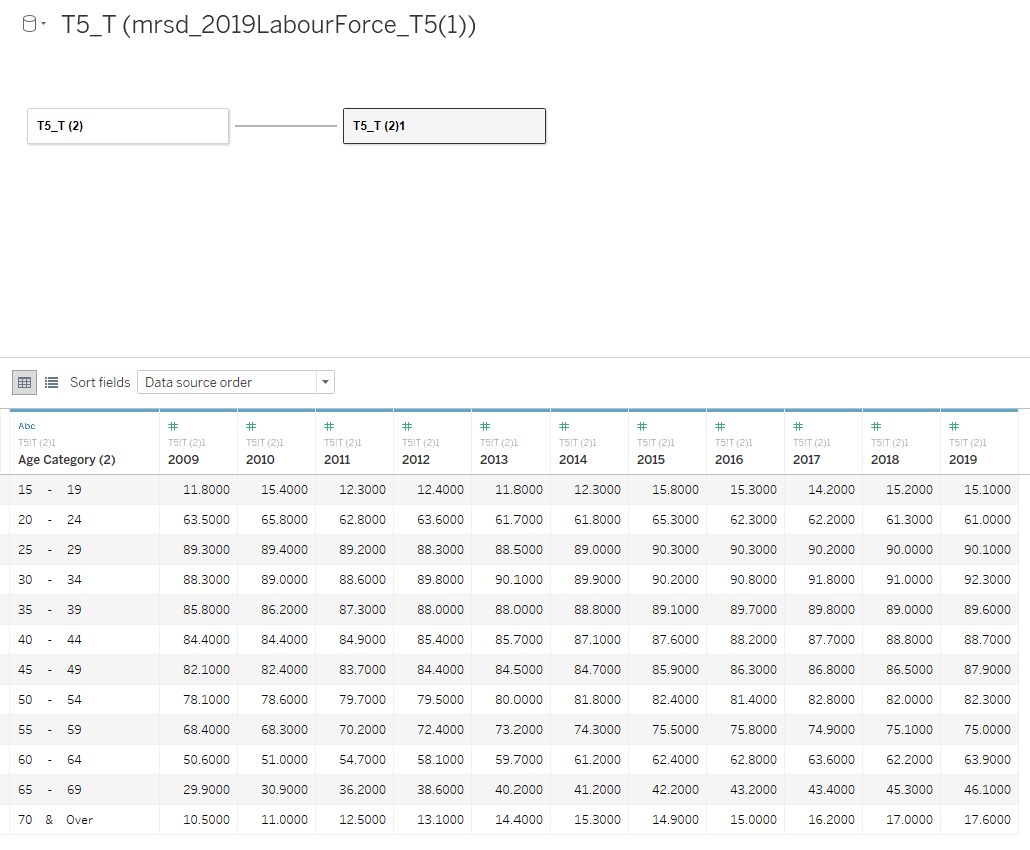 T5_T (mrsd_2019LabourForce_T5(1))
T5_T (2) T5_T (2)1
Sort fields Data source order
Abc # # # # # # # # # # #
T5!T (2)1 T5!T (2)1 T5!T (2)1 T5!T (2)1 T5!T (2)1 T5!T (2)1 T5!T (2)1 T5!T (2)1 T5!T (2)1 T5!T (2)1 T5!T (2)1 T5!T (2)1
Age Category (2) 2009 2010 2011 2012 2013 2014 2015 2016 2017 2018 2019
15 - 19 11.8000 15.4000 12.3000 12.4000 11.8000 12.3000 15.8000 15.3000 14.2000 15.2000 15.1000
20 - 24 63.5000 65.8000 62.8000 63.6000 61.7000 61.8000 65.3000 62.3000 62.2000 61.3000 61.0000
25 - 29 89.3000 89.4000 89.2000 88.3000 88.5000 89.0000 90.3000 90.3000 90.2000 90.0000 90.1000
30 - 34 88.3000 89.0000 88.6000 89.8000 90.1000 89.9000 90.2000 90.8000 91.8000 91.0000 92.3000
35 - 39 85.8000 86.2000 87.3000 88.0000 88.0000 88.8000 89.1000 89.7000 89.8000 89.0000 89.6000
40 - 44 84.4000 84.4000 84.9000 85.4000 85.7000 87.1000 87.6000 88.2000 87.7000 88.8000 88.7000
45 - 49 82.1000 82.4000 83.7000 84.4000 84.5000 84.7000 85.9000 86.3000 86.8000 86.5000 87.9000
50 - 54 78.1000 78.6000 79.7000 79.5000 80.0000 81.8000 82.4000 81.4000 82.8000 82.0000 82.3000
55 - 59 68.4000 68.3000 70.2000 72.4000 73.2000 74.3000 75.5000 75.8000 74.9000 75.1000 75.0000
60 - 64 50.6000 51.0000 54.7000 58.1000 59.7000 61.2000 62.4000 62.8000 63.6000 62.2000 63.9000
65 - 69 29.9000 30.9000 36.2000 38.6000 40.2000 41.2000 42.2000 43.2000 43.4000 45.3000 46.1000
70 & Over 10.5000 11.0000 12.5000 13.1000 14.4000 15.3000 14.9000 15.0000 16.2000 17.0000 17.6000